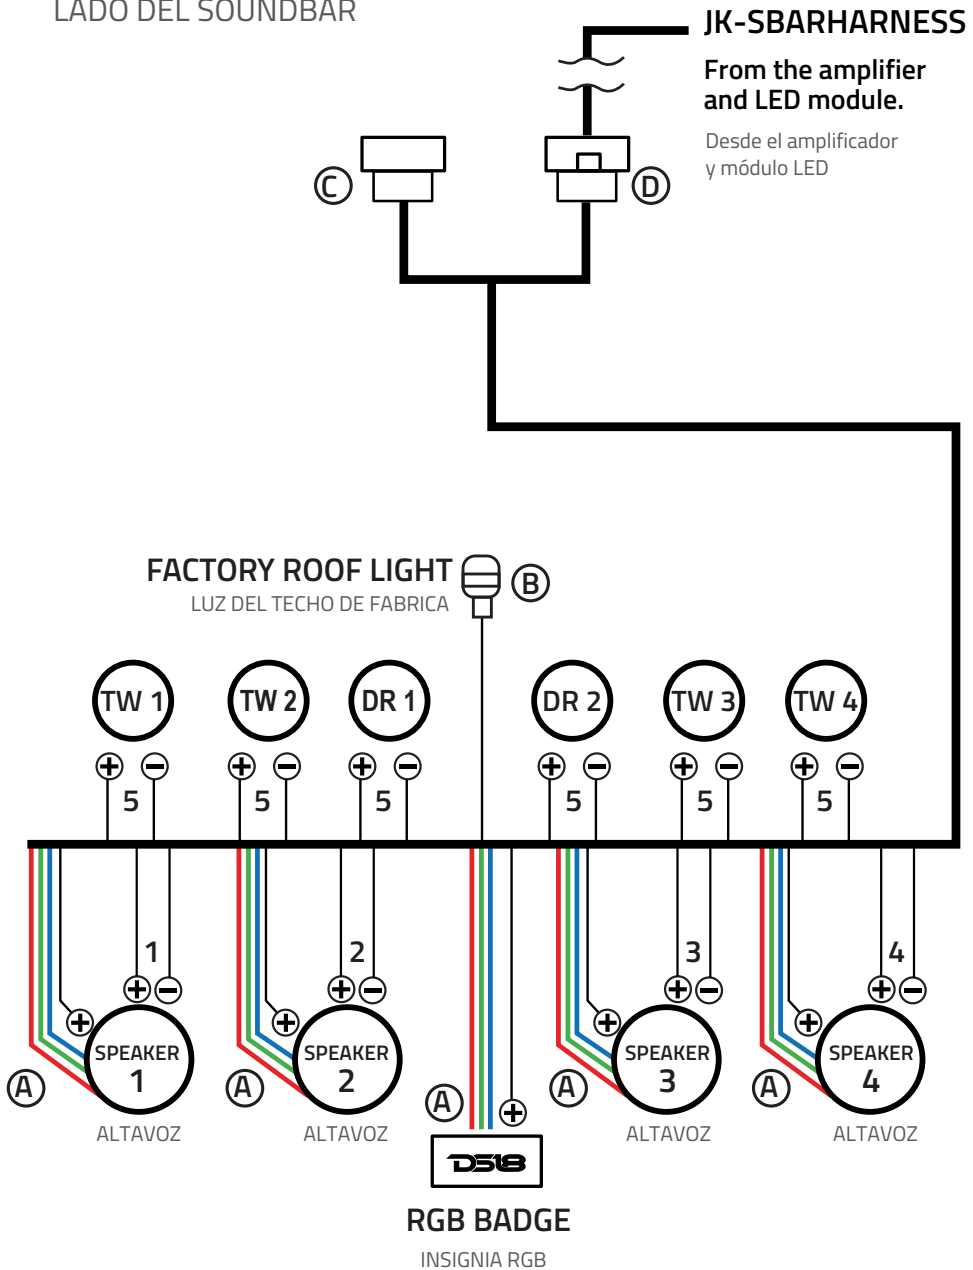 LADO DEL SOUNDBAR
JK-SBARHARNESS
From the amplifier
and LED module.
Desde el amplificador
y módulo LED
C
D
FACTORY ROOF LIGHT
LUZ DEL TECHO DE FABRICA
B
TW 1
TW 2
DR 1
DR 2
TW 3
TW 4
+ −
+ −
+ −
+ −
+ −
+ −
5
5
5
5
5
5
1
2
3
4
+ −
+ −
+ −
+ −
+
+
+
+
SPEAKER
1
SPEAKER
2
SPEAKER
3
SPEAKER
4
A
A
A
A
A
+
ALTAVOZ
ALTAVOZ
ALTAVOZ
ALTAVOZ
DS18
RGB BADGE
INSIGNIA RGB